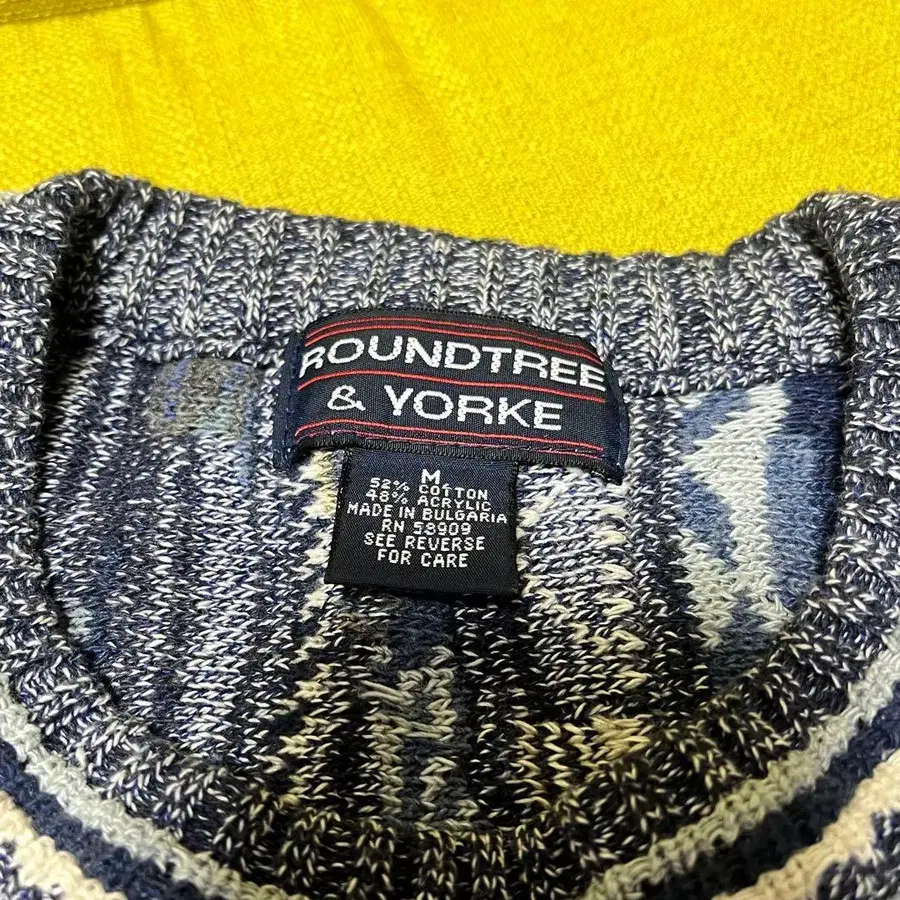 ROUNDTREE
& YORKE
M
52% COTTON
48% ACRYLIC
MADE IN BULGARIA
RN 58909
SEE REVERSE
FOR CARE